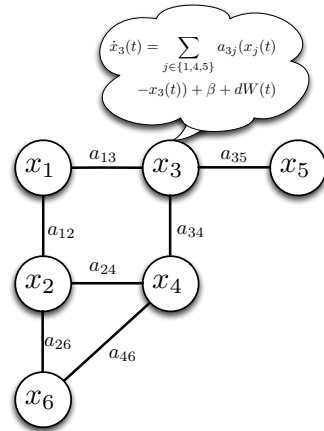 ẋ₃(t) = ∑ a₃ⱼ(xⱼ(t)
j∈{1,4,5}
−x₃(t)) + β + dW(t)
x₁ a₁₃ x₃ a₃₅ x₅
a₁₂ a₃₄
x₂ a₂₄ x₄
a₂₆ a₄₆
x₆